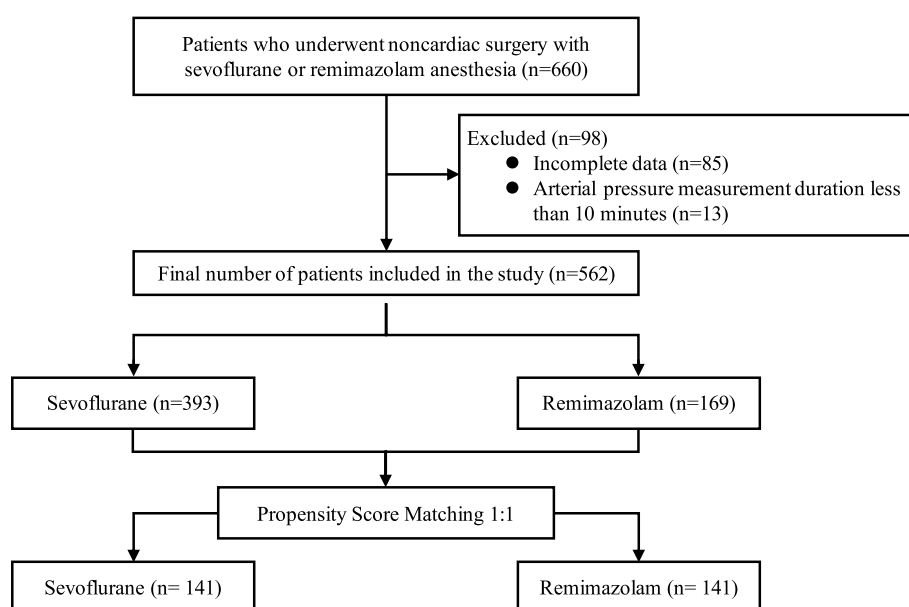 Patients who underwent noncardiac surgery with
sevoflurane or remimazolam anesthesia (n=660)
Excluded (n=98)
● Incomplete data (n=85)
● Arterial pressure measurement duration less
than 10 minutes (n=13)
Final number of patients included in the study (n=562)
Sevoflurane (n=393)
Remimazolam (n=169)
Propensity Score Matching 1:1
Sevoflurane (n= 141)
Remimazolam (n= 141)